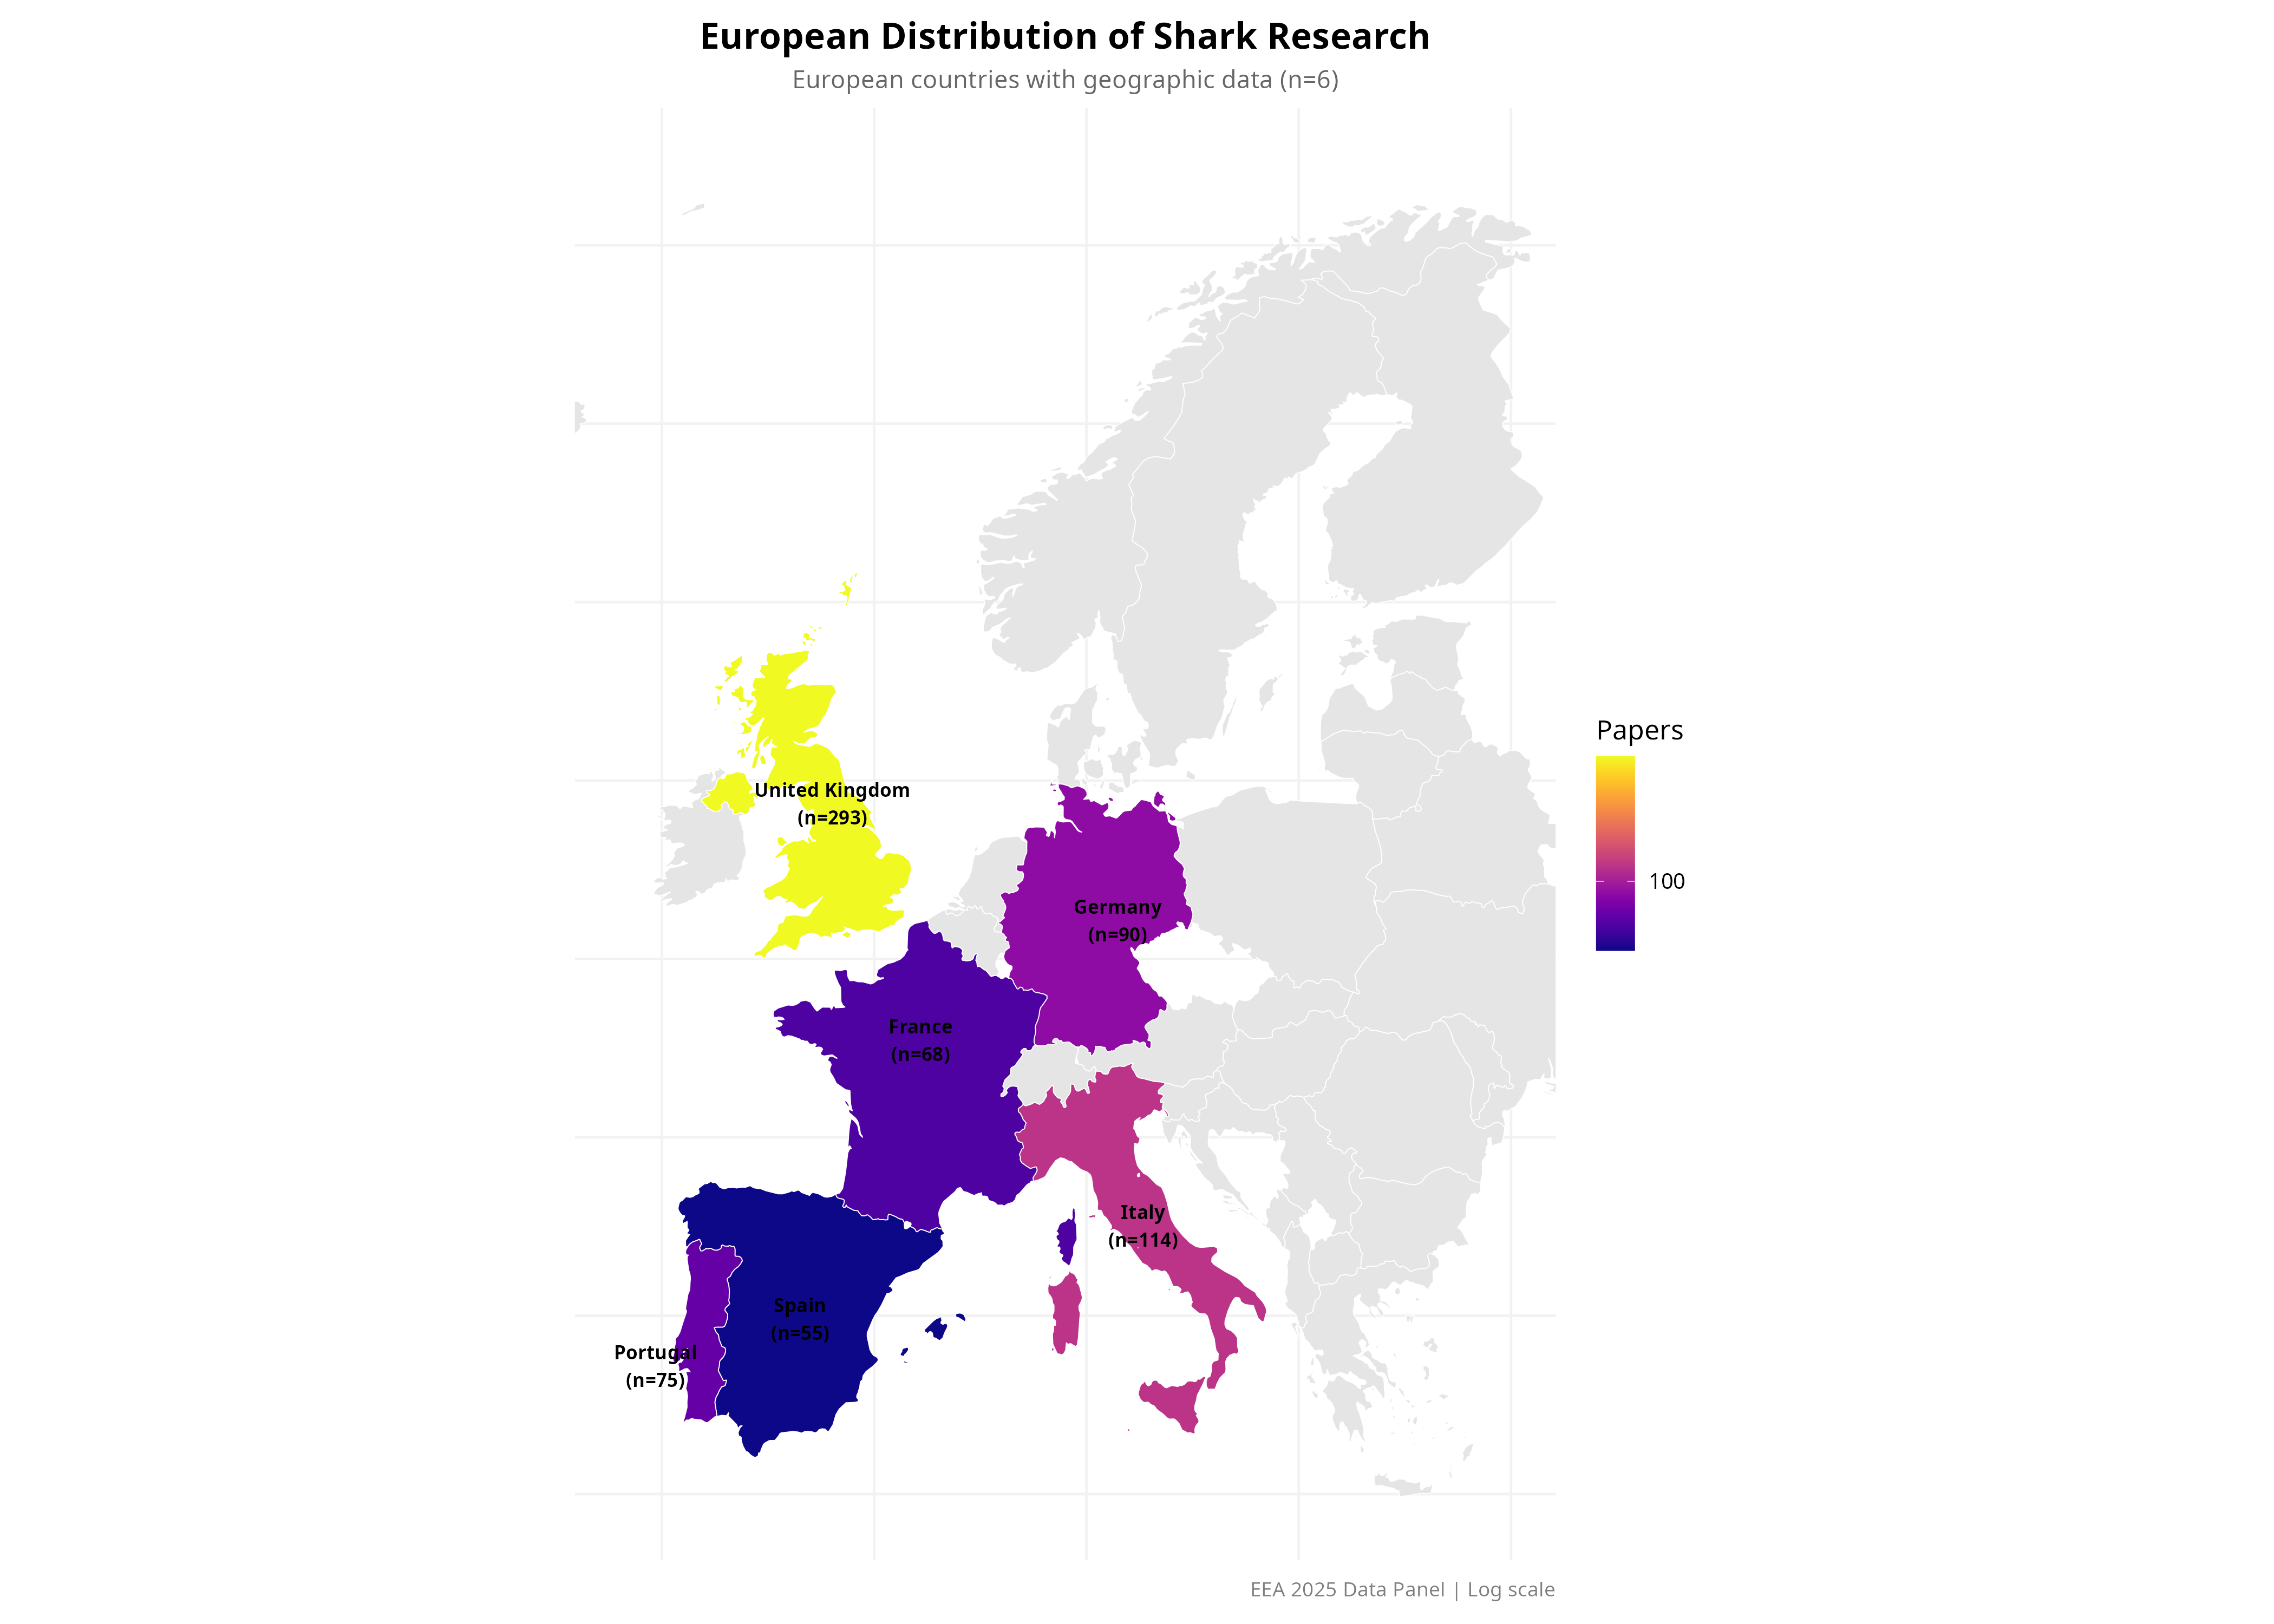 European Distribution of Shark Research
European countries with geographic data (n=6)
United Kingdom
(n=293)
Germany
(n=90)
France
(n=68)
Italy
(n=114)
Spain
(n=55)
Portugal
(n=75)
Papers
100
EEA 2025 Data Panel | Log scale